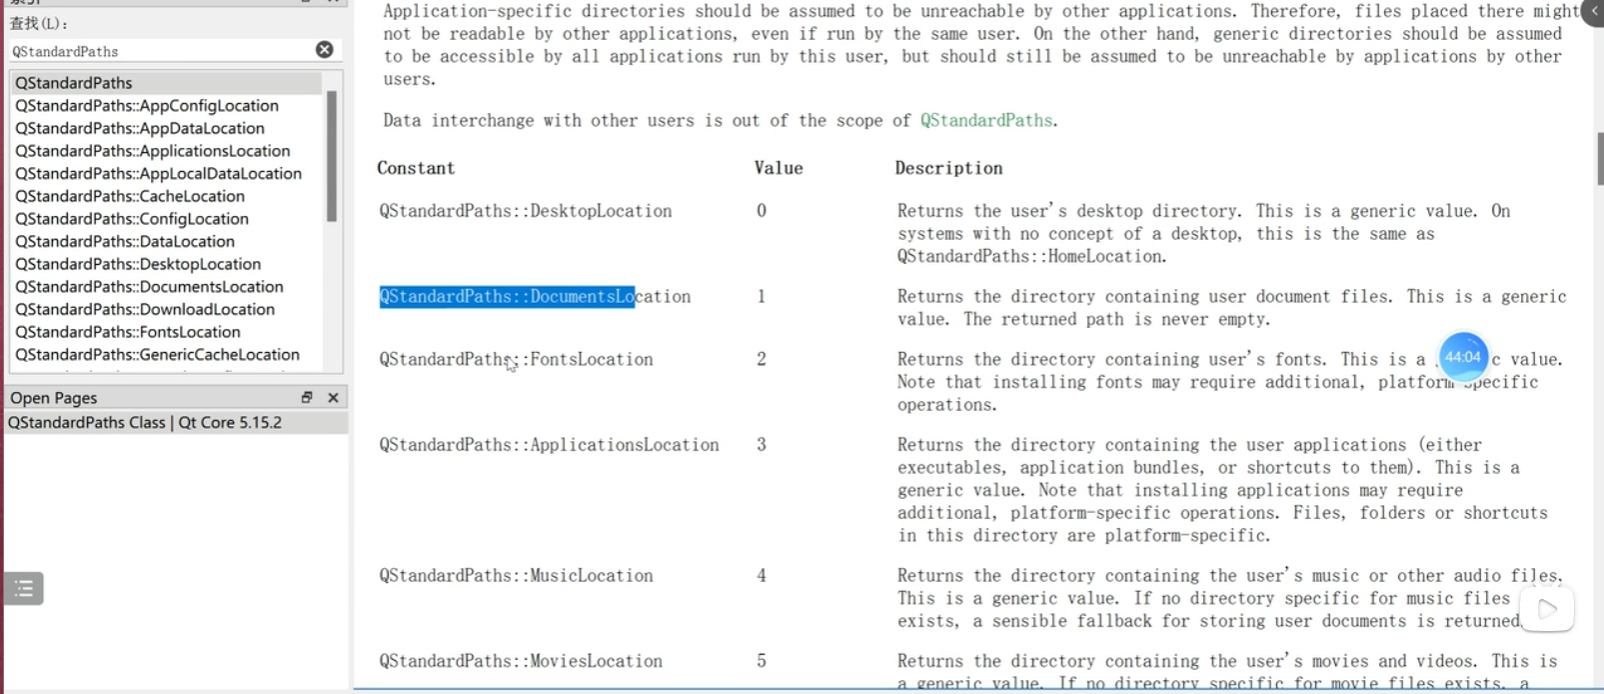 查找(L):
QStandardPaths
QStandardPaths
QStandardPaths::AppConfigLocation
QStandardPaths::AppDataLocation
QStandardPaths::ApplicationsLocation
QStandardPaths::AppLocalDataLocation
QStandardPaths::CacheLocation
QStandardPaths::ConfigLocation
QStandardPaths::DataLocation
QStandardPaths::DesktopLocation
QStandardPaths::DocumentsLocation
QStandardPaths::DownloadLocation
QStandardPaths::FontsLocation
QStandardPaths::GenericCacheLocation
Open Pages
QStandardPaths Class | Qt Core 5.15.2
Application-specific directories should be assumed to be unreachable by other applications. Therefore, files placed there might
not be readable by other applications, even if run by the same user. On the other hand, generic directories should be assumed
to be accessible by all applications run by this user, but should still be assumed to be unreachable by applications by other
users.
Data interchange with other users is out of the scope of QStandardPaths.
Constant Value Description
QStandardPaths::DesktopLocation 0 Returns the user's desktop directory. This is a generic value. On
systems with no concept of a desktop, this is the same as
QStandardPaths::HomeLocation.
QStandardPaths::DocumentsLocation 1 Returns the directory containing user document files. This is a generic
value. The returned path is never empty.
QStandardPaths::FontsLocation 2 Returns the directory containing user's fonts. This is a c value.
44:04
Note that installing fonts may require additional, platform-specific
operations.
QStandardPaths::ApplicationsLocation 3 Returns the directory containing the user applications (either
executables, application bundles, or shortcuts to them). This is a
generic value. Note that installing applications may require
additional, platform-specific operations. Files, folders or shortcuts
in this directory are platform-specific.
QStandardPaths::MusicLocation 4 Returns the directory containing the user's music or other audio files.
This is a generic value. If no directory specific for music files
exists, a sensible fallback for storing user documents is returned.
QStandardPaths::MoviesLocation 5 Returns the directory containing the user's movies and videos. This is
a generic value. If no directory specific for movie files exists, a